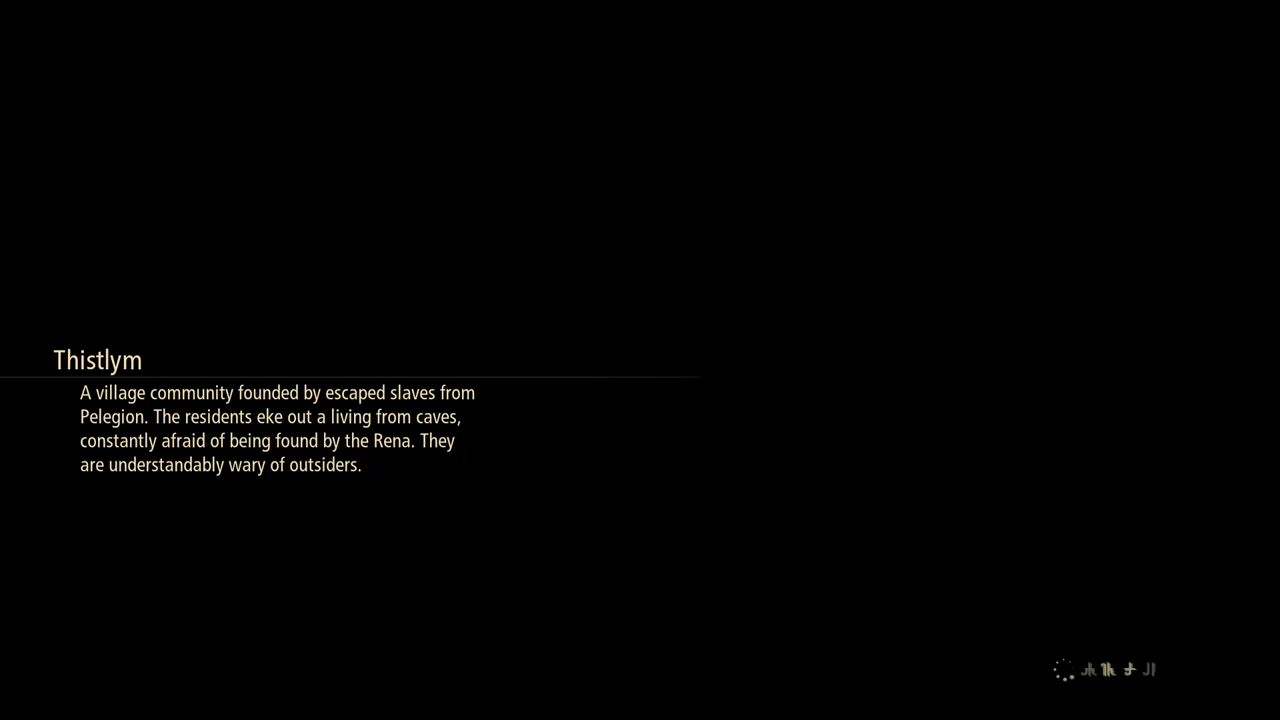 Thistlym
A village community founded by escaped slaves from
Pelegion. The residents eke out a living from caves,
constantly afraid of being found by the Rena. They
are understandably wary of outsiders.